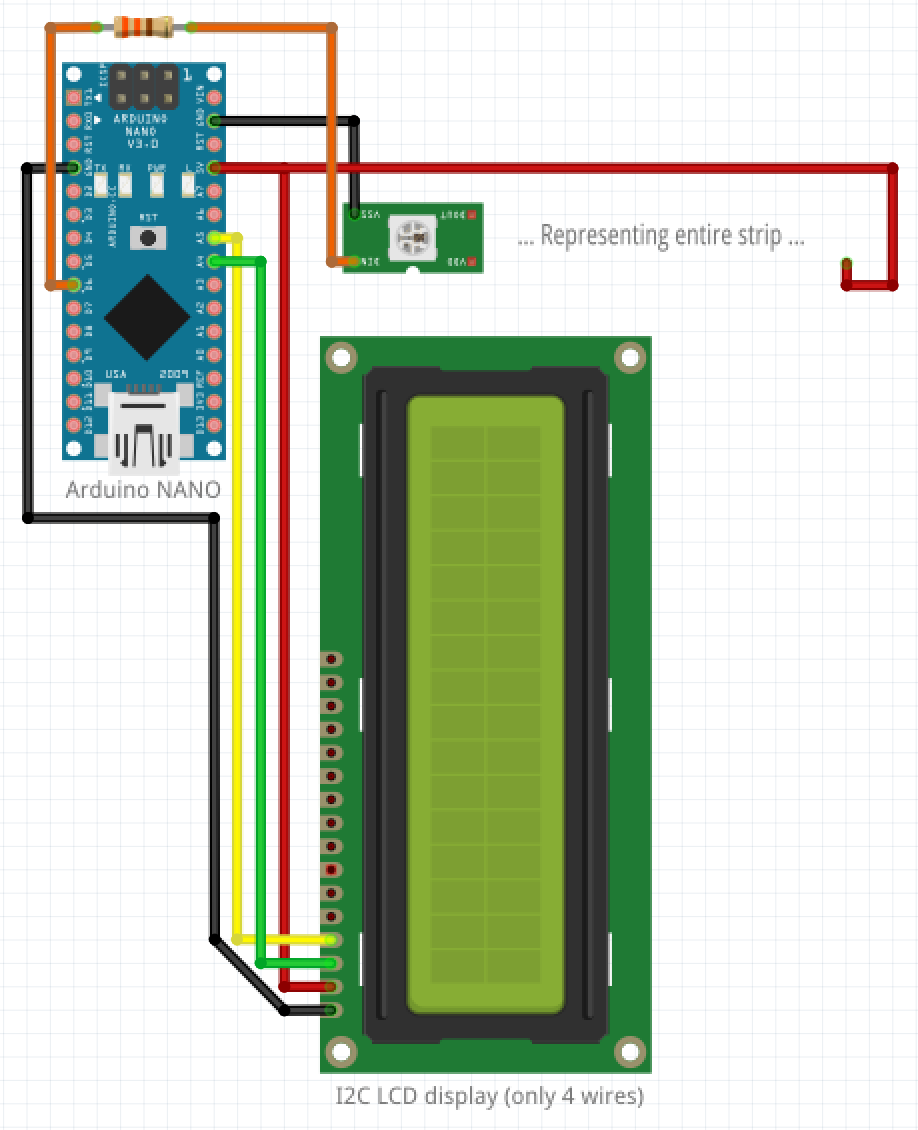 ICSP
1
TX1
RX0
RST
GND
D2
D3
D4
D5
D6
D7
D8
D9
D10
D11
D12
VIN
GND
RST
5V
A7
A6
A5
A4
A3
A2
A1
A0
REF
3V3
D13
ARDUINO
NANO
V3.0
TX
RX
PWR
L
RST
ARDUINO.CC
USA
2009
Arduino NANO
VSS
DOUT
DIN
VDD
... Representing entire strip ...
I2C LCD display (only 4 wires)